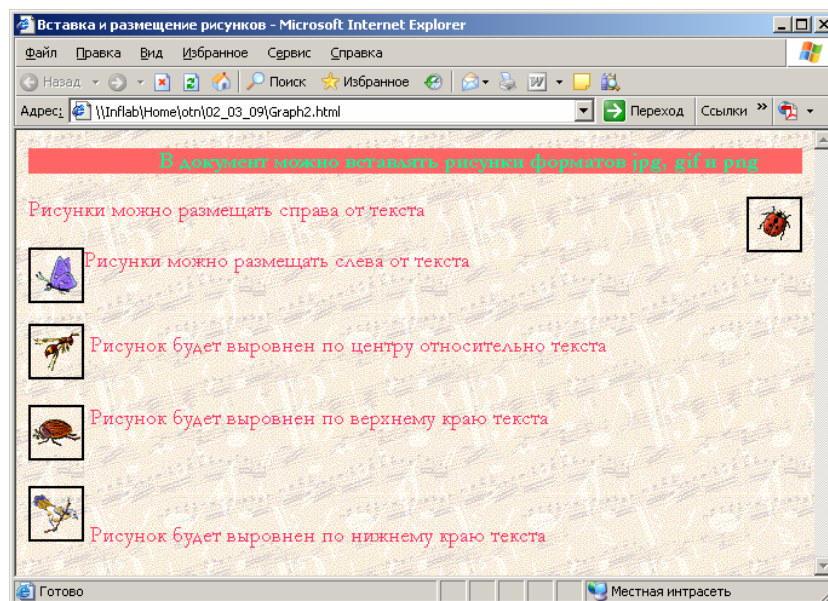 Вставка и размещение рисунков - Microsoft Internet Explorer
Файл Правка Вид Избранное Сервис Справка
Назад Поиск Избранное
Адрес: \\Inflab\Home\otn\02_03_09\Graph2.html Переход Ссылки »
В документ можно вставлять рисунки форматов jpg, gif и png
Рисунки можно размещать справа от текста
Рисунки можно размещать слева от текста
Рисунок будет выровнен по центру относительно текста
Рисунок будет выровнен по верхнему краю текста
Рисунок будет выровнен по нижнему краю текста
Готово Местная интрасеть